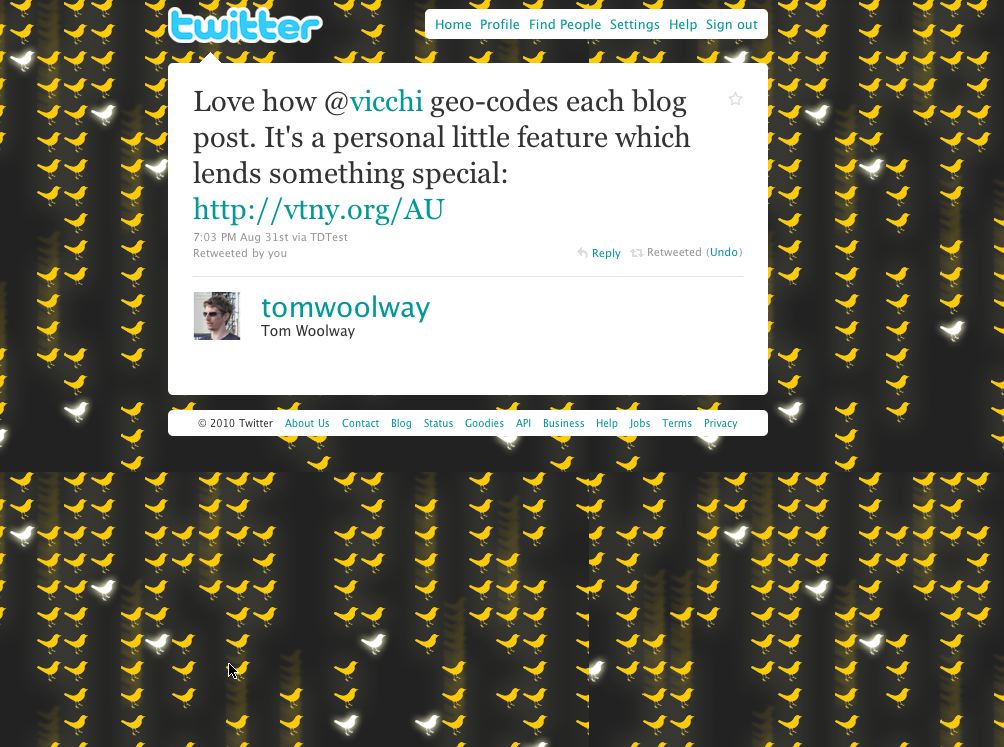 twitter
Home Profile Find People Settings Help Sign out
Love how @vicchi geo-codes each blog
post. It's a personal little feature which
lends something special:
http://vtny.org/AU
7:03 PM Aug 31st via TDTest
Retweeted by you
Reply Retweeted (Undo)
tomwoolway
Tom Woolway
© 2010 Twitter About Us Contact Blog Status Goodies API Business Help Jobs Terms Privacy